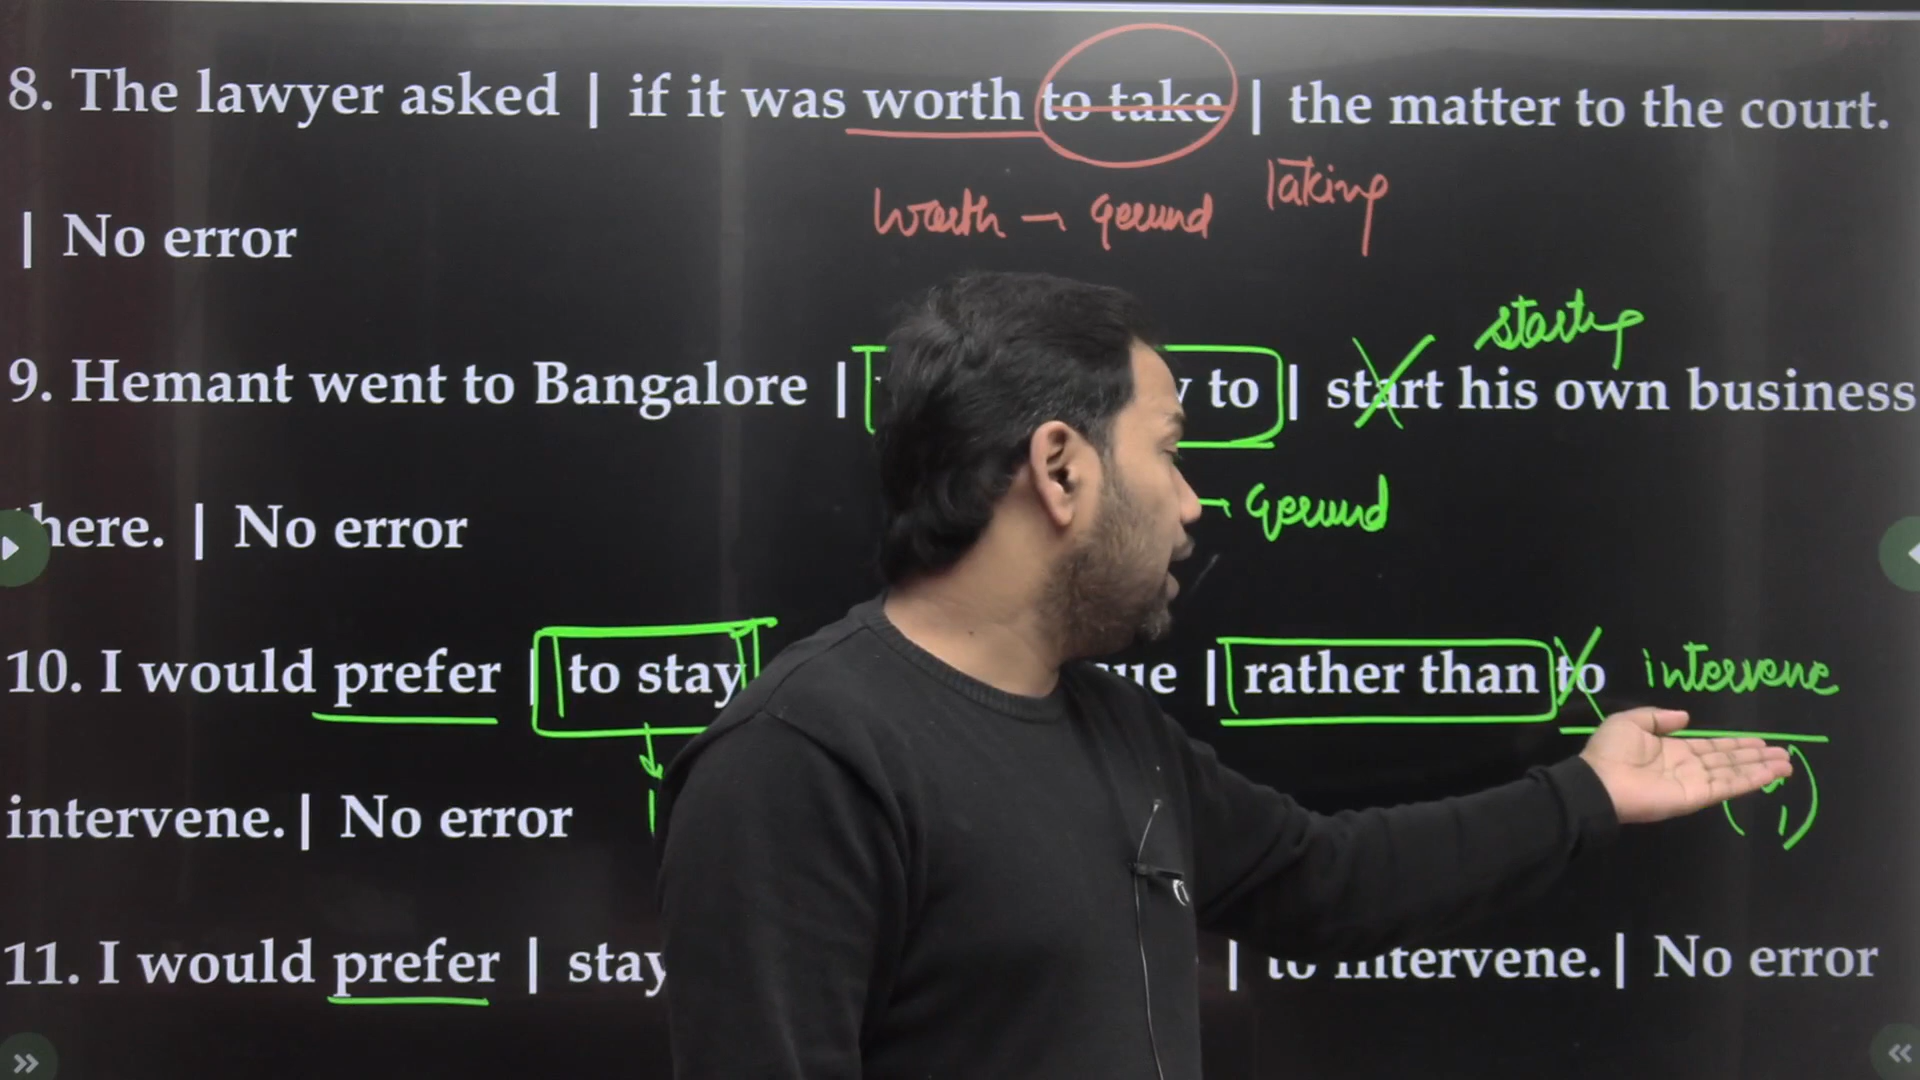 8. The lawyer asked | if it was worth to take | the matter to the court.
worth → gerund taking
| No error
starting
9. Hemant went to Bangalore | to | start his own business
→ gerund
here. | No error
10. I would prefer | to stay | rather than to intervene
intervene. | No error
11. I would prefer | stay | to intervene. | No error